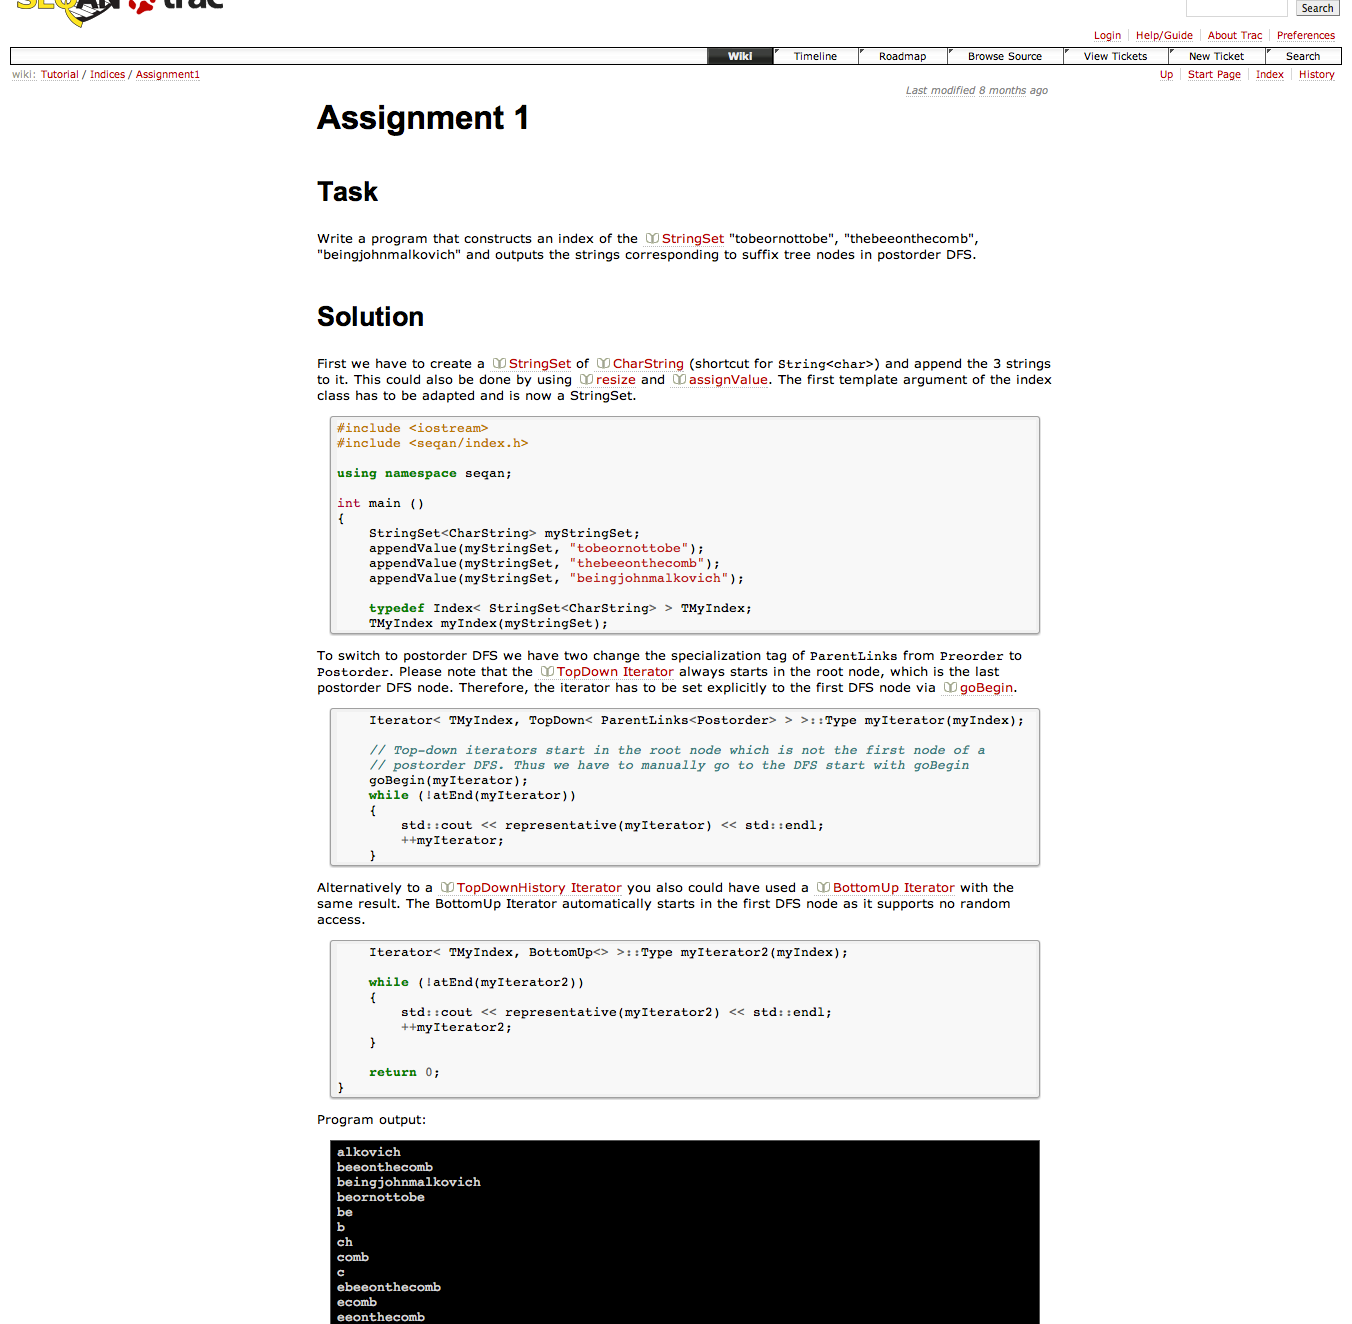 SEQAN trac
Search
Login Help/Guide About Trac Preferences
Wiki Timeline Roadmap Browse Source View Tickets New Ticket Search
wiki: Tutorial / Indices / Assignment1
Up Start Page Index History
Last modified 8 months ago
Assignment 1
Task
Write a program that constructs an index of the StringSet "tobeornottobe", "thebeeonthecomb",
"beingjohnmalkovich" and outputs the strings corresponding to suffix tree nodes in postorder DFS.
Solution
First we have to create a StringSet of CharString (shortcut for String<char>) and append the 3 strings
to it. This could also be done by using resize and assignValue. The first template argument of the index
class has to be adapted and is now a StringSet.
#include <iostream>
#include <seqan/index.h>
using namespace seqan;
int main ()
{
    StringSet<CharString> myStringSet;
    appendValue(myStringSet, "tobeornottobe");
    appendValue(myStringSet, "thebeeonthecomb");
    appendValue(myStringSet, "beingjohnmalkovich");
    typedef Index< StringSet<CharString> > TMyIndex;
    TMyIndex myIndex(myStringSet);
To switch to postorder DFS we have two change the specialization tag of ParentLinks from Preorder to
Postorder. Please note that the TopDown Iterator always starts in the root node, which is the last
postorder DFS node. Therefore, the iterator has to be set explicitly to the first DFS node via goBegin.
    Iterator< TMyIndex, TopDown< ParentLinks<Postorder> > >::Type myIterator(myIndex);
    // Top-down iterators start in the root node which is not the first node of a
    // postorder DFS. Thus we have to manually go to the DFS start with goBegin
    goBegin(myIterator);
    while (!atEnd(myIterator))
    {
        std::cout << representative(myIterator) << std::endl;
        ++myIterator;
    }
Alternatively to a TopDownHistory Iterator you also could have used a BottomUp Iterator with the
same result. The BottomUp Iterator automatically starts in the first DFS node as it supports no random
access.
    Iterator< TMyIndex, BottomUp<> >::Type myIterator2(myIndex);
    while (!atEnd(myIterator2))
    {
        std::cout << representative(myIterator2) << std::endl;
        ++myIterator2;
    }
    return 0;
}
Program output:
alkovich
beeonthecomb
beingjohnmalkovich
beornottobe
be
b
ch
comb
c
ebeeonthecomb
ecomb
eeonthecomb